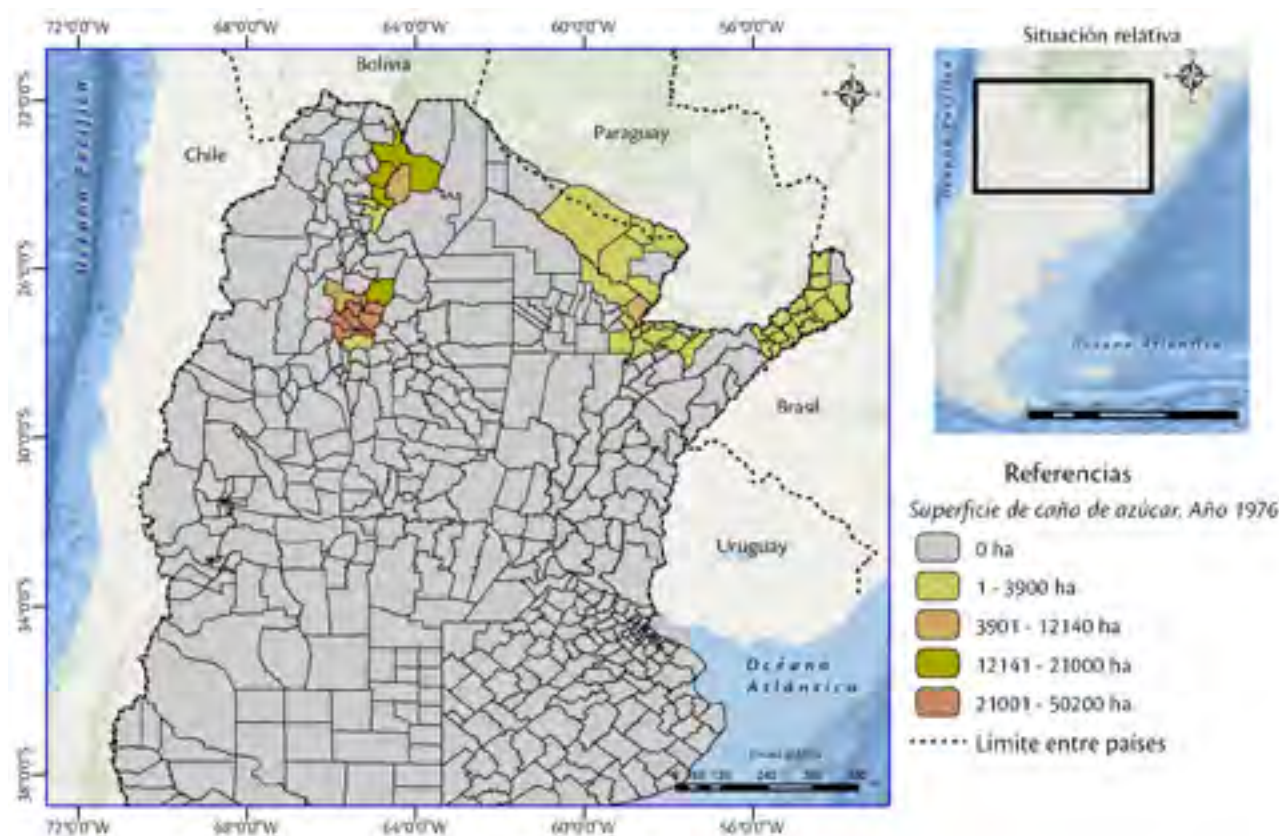 72°0'0"W 68°0'0"W 64°0'0"W 60°0'0"W 56°0'0"W
22°0'0"S
26°0'0"S
30°0'0"S
34°0'0"S
38°0'0"S
Bolivia
Paraguay
Chile
Océano Pacífico
Brasil
Uruguay
Océano
Atlántico
72°0'0"W 68°0'0"W 64°0'0"W 60°0'0"W 56°0'0"W
Situación relativa
Océano Pacífico
Océano Atlántico
Referencias
Superficie de caña de azúcar. Año 1976
0 ha
1 - 3900 ha
3901 - 12140 ha
12141 - 21000 ha
21001 - 50200 ha
Límite entre países